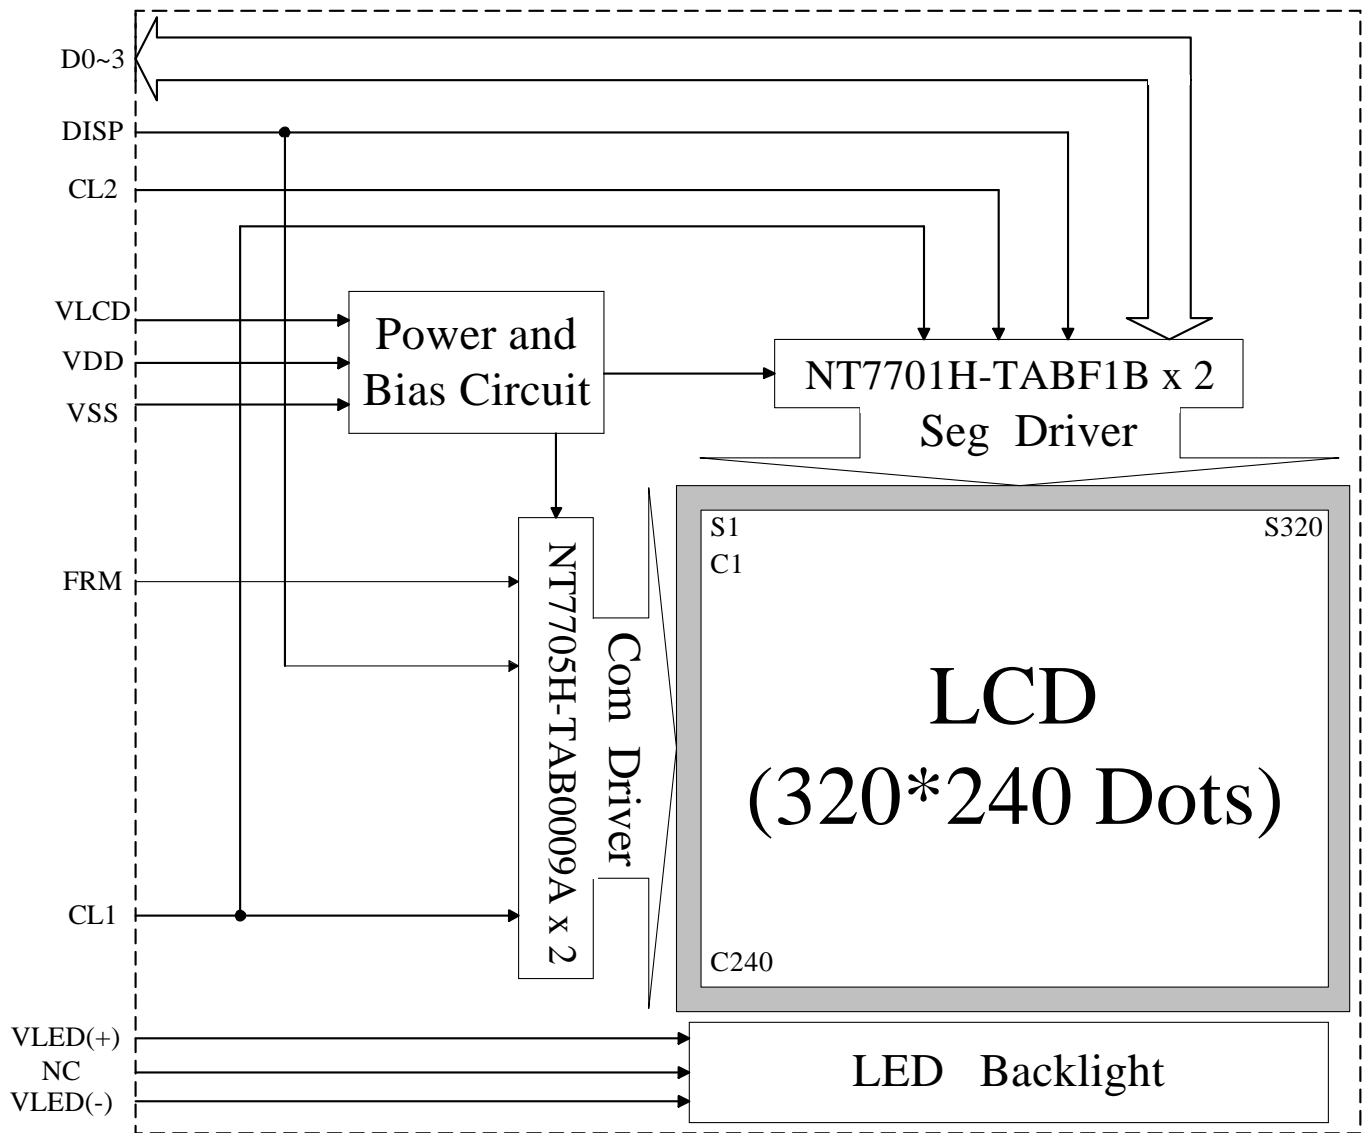 D0~3
DISP
CL2
VLCD
VDD
VSS
Power and
Bias Circuit
NT7701H-TABF1B x 2
Seg Driver
FRM
CL1
NT7705H-TAB0009A x 2
Com Driver
S1
S320
C1
LCD
(320*240 Dots)
C240
VLED(+)
NC
VLED(-)
LED Backlight